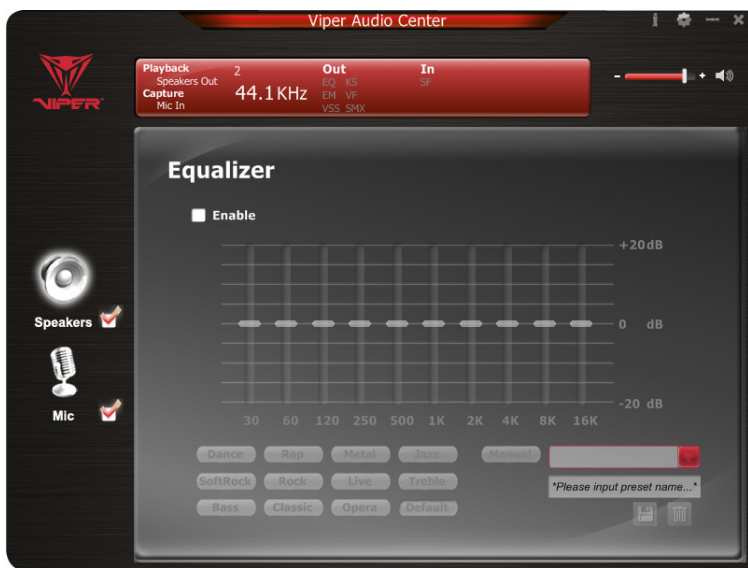 Viper Audio Center
i
VIPER
Playback 2 Out In
Speakers Out EQ KS SF
Capture 44.1 KHz EM VF
Mic In VSS SMX
- +
Equalizer
Enable
+20dB
0 dB
-20 dB
Speakers
Mic
30 60 120 250 500 1K 2K 4K 8K 16K
Dance Rap Metal Jazz Manual
SoftRock Rock Live Treble
*Please input preset name...*
Bass Classic Opera Default